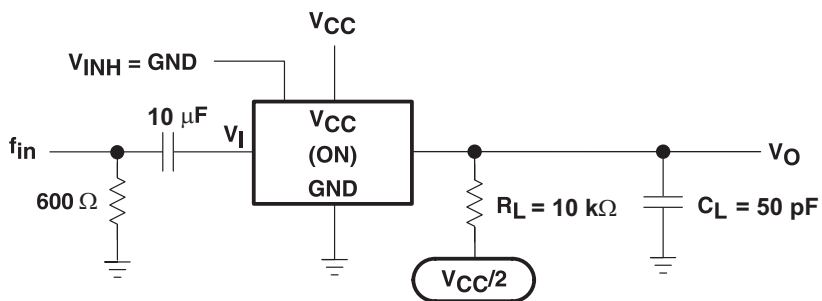 VCC
VINH = GND
10 μF
fin
VI
VCC
(ON)
GND
VO
600 Ω
RL = 10 kΩ
CL = 50 pF
VCC/2